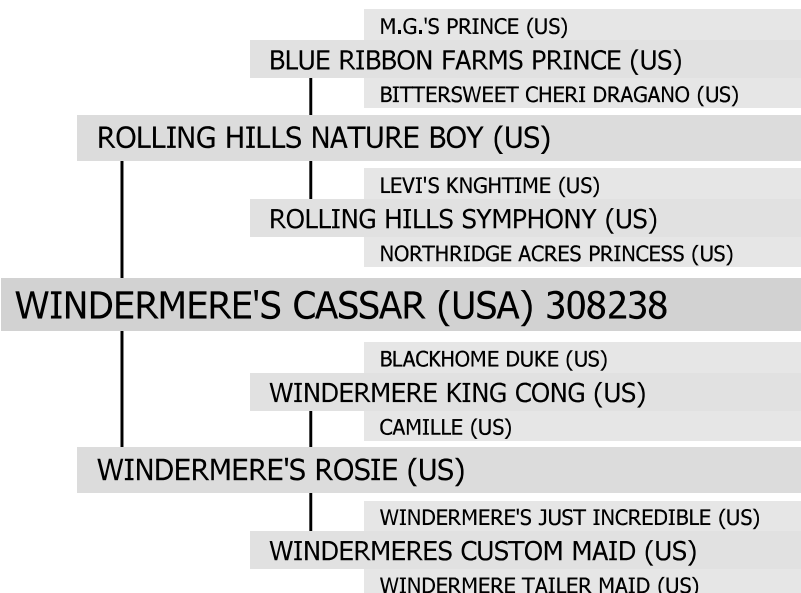 M.G.'S PRINCE (US)
BLUE RIBBON FARMS PRINCE (US)
BITTERSWEET CHERI DRAGANO (US)
ROLLING HILLS NATURE BOY (US)
LEVI'S KNGHTIME (US)
ROLLING HILLS SYMPHONY (US)
NORTHRIDGE ACRES PRINCESS (US)
WINDERMERE'S CASSAR (USA) 308238
BLACKHOME DUKE (US)
WINDERMERE KING CONG (US)
CAMILLE (US)
WINDERMERE'S ROSIE (US)
WINDERMERE'S JUST INCREDIBLE (US)
WINDERMERES CUSTOM MAID (US)
WINDERMERE TAILER MAID (US)